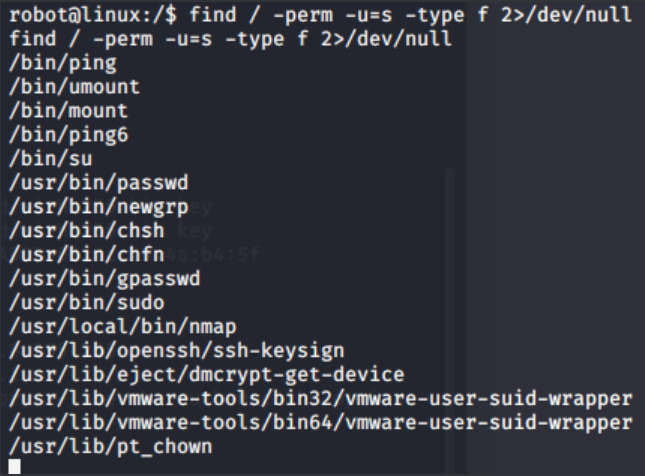 robot@linux:/$ find / -perm -u=s -type f 2>/dev/null
find / -perm -u=s -type f 2>/dev/null
/bin/ping
/bin/umount
/bin/mount
/bin/ping6
/bin/su
/usr/bin/passwd
/usr/bin/newgrp
/usr/bin/chsh
/usr/bin/chfn
/usr/bin/gpasswd
/usr/bin/sudo
/usr/local/bin/nmap
/usr/lib/openssh/ssh-keysign
/usr/lib/eject/dmcrypt-get-device
/usr/lib/vmware-tools/bin32/vmware-user-suid-wrapper
/usr/lib/vmware-tools/bin64/vmware-user-suid-wrapper
/usr/lib/pt_chown